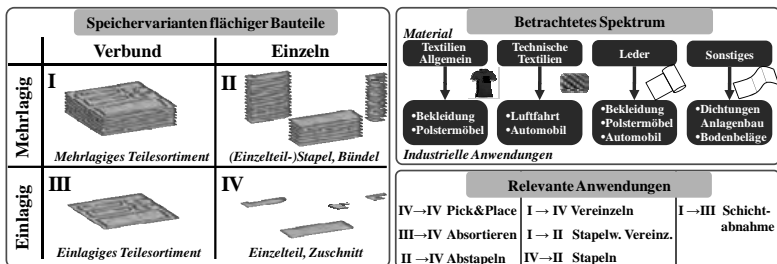 Speichervarianten flächiger Bauteile
Verbund
Einzeln
Mehrlagig
I
Mehrlagiges Teilesortiment
II
(Einzelteil-)Stapel, Bündel
Einlagig
III
Einlagiges Teilesortiment
IV
Einzelteil, Zuschnitt
Betrachtetes Spektrum
Material
Textilien
Allgemein
Technische
Textilien
Leder
Sonstiges
•Bekleidung
•Polstermöbel
•Luftfahrt
•Automobil
•Bekleidung
•Polstermöbel
•Automobil
•Dichtungen
Anlagenbau
•Bodenbeläge
Industrielle Anwendungen
Relevante Anwendungen
IV→IV Pick&Place
III→IV Absortieren
II →IV Abstapeln
I → IV Vereinzeln
I → II Stapelw. Vereinz.
IV→ II Stapeln
I →III Schicht-
abnahme